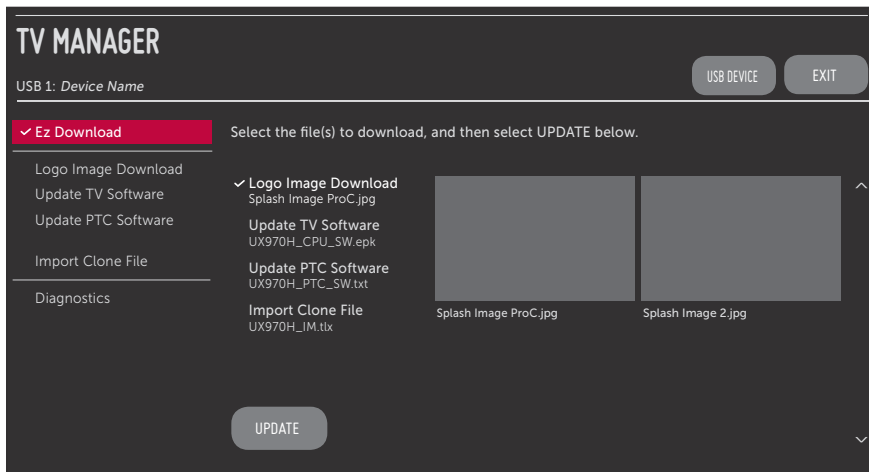 TV MANAGER
USB 1: Device Name
USB DEVICE
EXIT
Ez Download
Logo Image Download
Update TV Software
Update PTC Software
Import Clone File
Diagnostics
Select the file(s) to download, and then select UPDATE below.
Logo Image Download
Splash Image ProC.jpg
Update TV Software
UX970H_CPU_SW.epk
Update PTC Software
UX970H_PTC_SW.txt
Import Clone File
UX970H_IM.tlx
Splash Image ProC.jpg
Splash Image 2.jpg
UPDATE